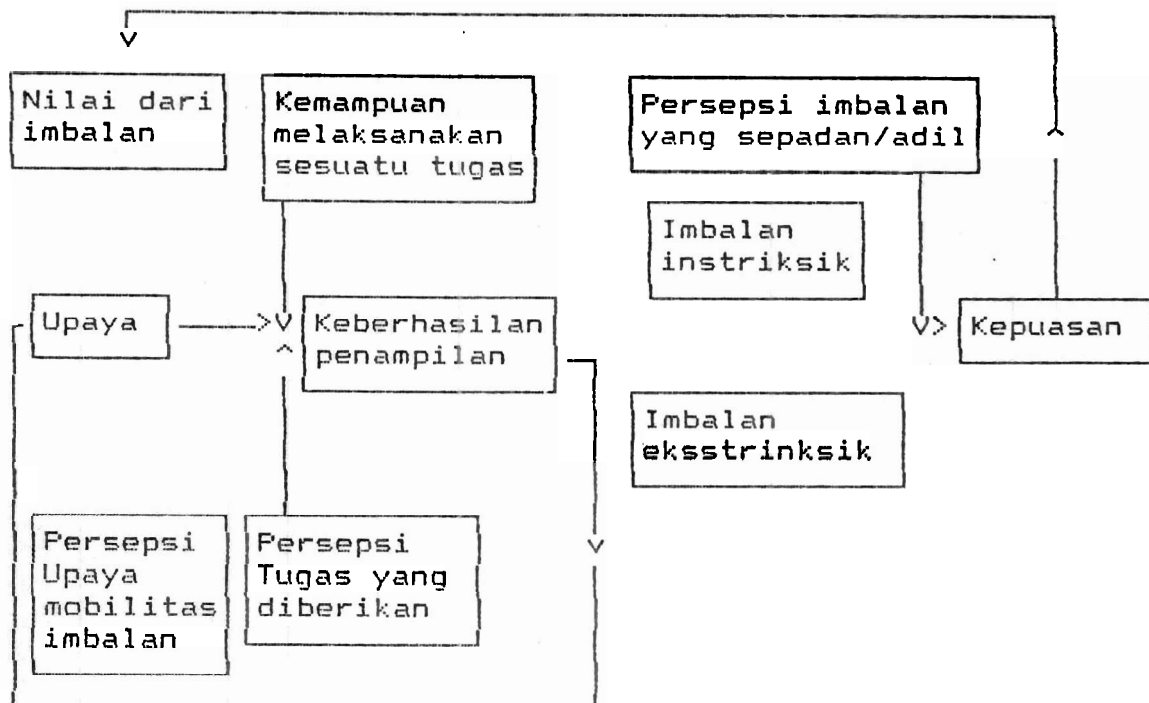 Nilai dari
imbalan
Kemampuan
melaksanakan
sesuatu tugas
Persepsi imbalan
yang sepadan/adil
Imbalan
instriksik
Upaya
Keberhasilan
penampilan
Kepuasan
Imbalan
eksstrinksik
Persepsi
Upaya
mobilitas
imbalan
Persepsi
Tugas yang
diberikan